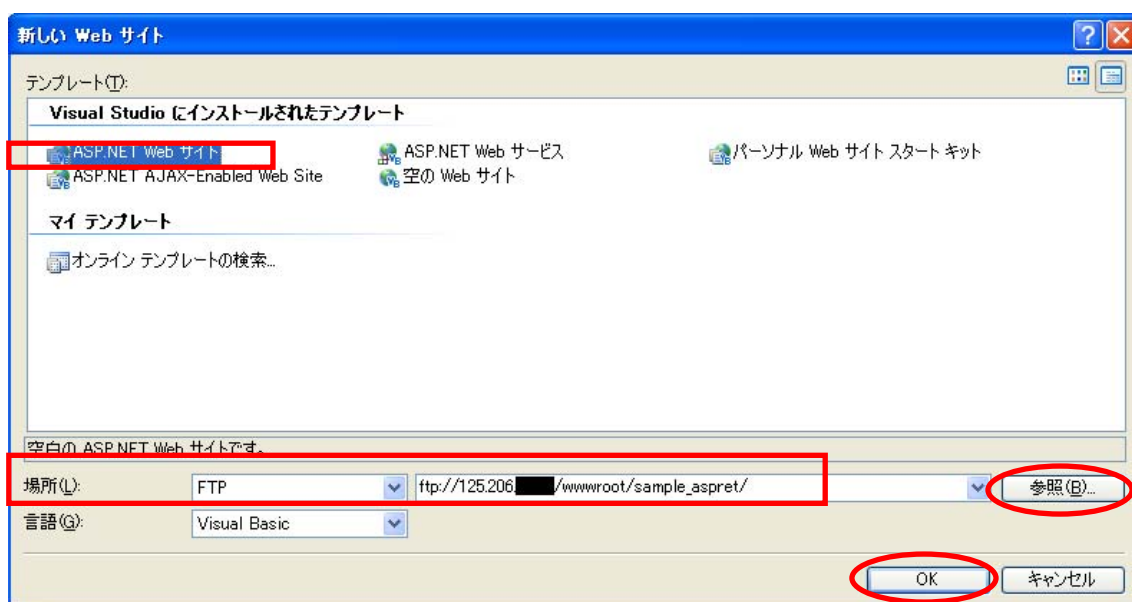 新しい Web サイト
テンプレート(T):
Visual Studio にインストールされたテンプレート
ASP.NET Web サイト
ASP.NET Web サービス
パーソナル Web サイト スタート キット
ASP.NET AJAX-Enabled Web Site
空の Web サイト
マイ テンプレート
オンライン テンプレートの検索...
空白の ASP.NET Web サイトです。
場所(L):
FTP
ftp://125.206. /wwwroot/sample_aspret/
参照(B)...
言語(G):
Visual Basic
OK
キャンセル